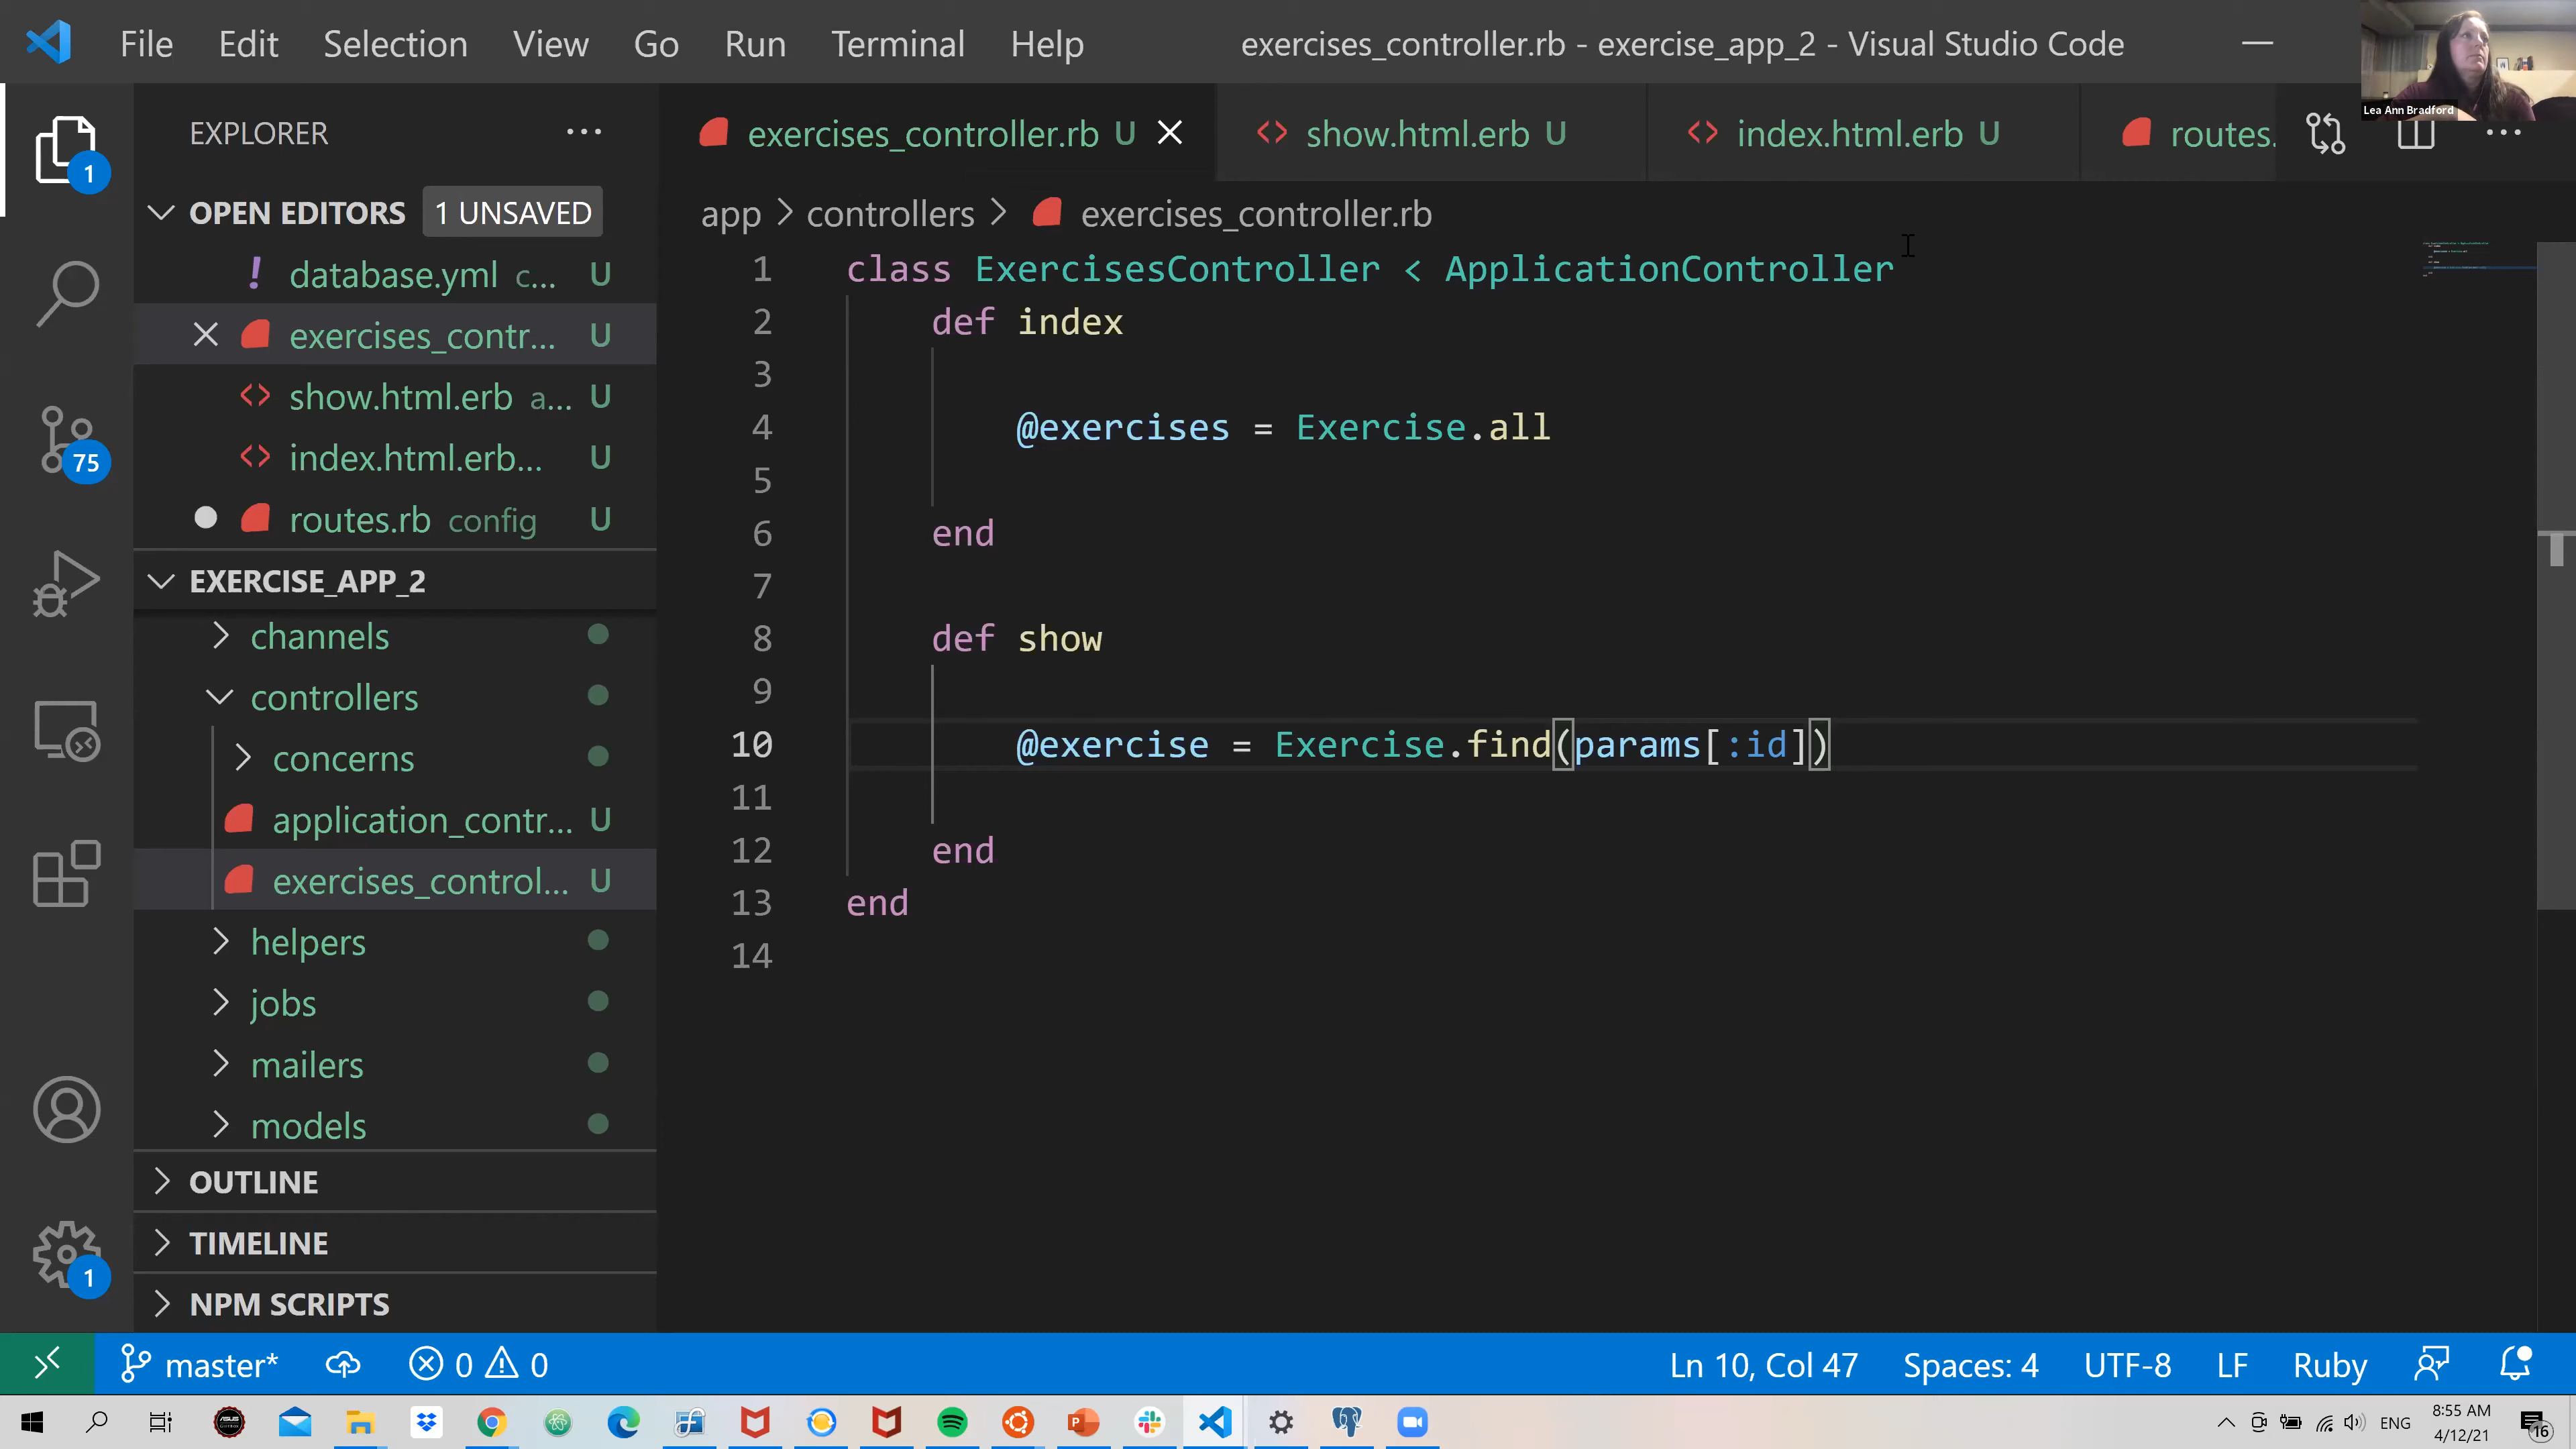 File Edit Selection View Go Run Terminal Help exercises_controller.rb - exercise_app_2 - Visual Studio Code
Lea Ann Bradford
EXPLORER
exercises_controller.rb U
show.html.erb U
index.html.erb U
routes.
1
OPEN EDITORS 1 UNSAVED
app > controllers > exercises_controller.rb
! database.yml c... U
exercises_contr... U
show.html.erb a... U
index.html.erb... U
routes.rb config U
75
EXERCISE_APP_2
channels
controllers
concerns
application_contr... U
exercises_control... U
helpers
jobs
mailers
models
OUTLINE
TIMELINE
NPM SCRIPTS
1
1 class ExercisesController < ApplicationController
2 def index
3
4 @exercises = Exercise.all
5
6 end
7
8 def show
9
10 @exercise = Exercise.find(params[:id])
11
12 end
13 end
14
master* 0 0 Ln 10, Col 47 Spaces: 4 UTF-8 LF Ruby
ENG
8:55 AM
4/12/21
16